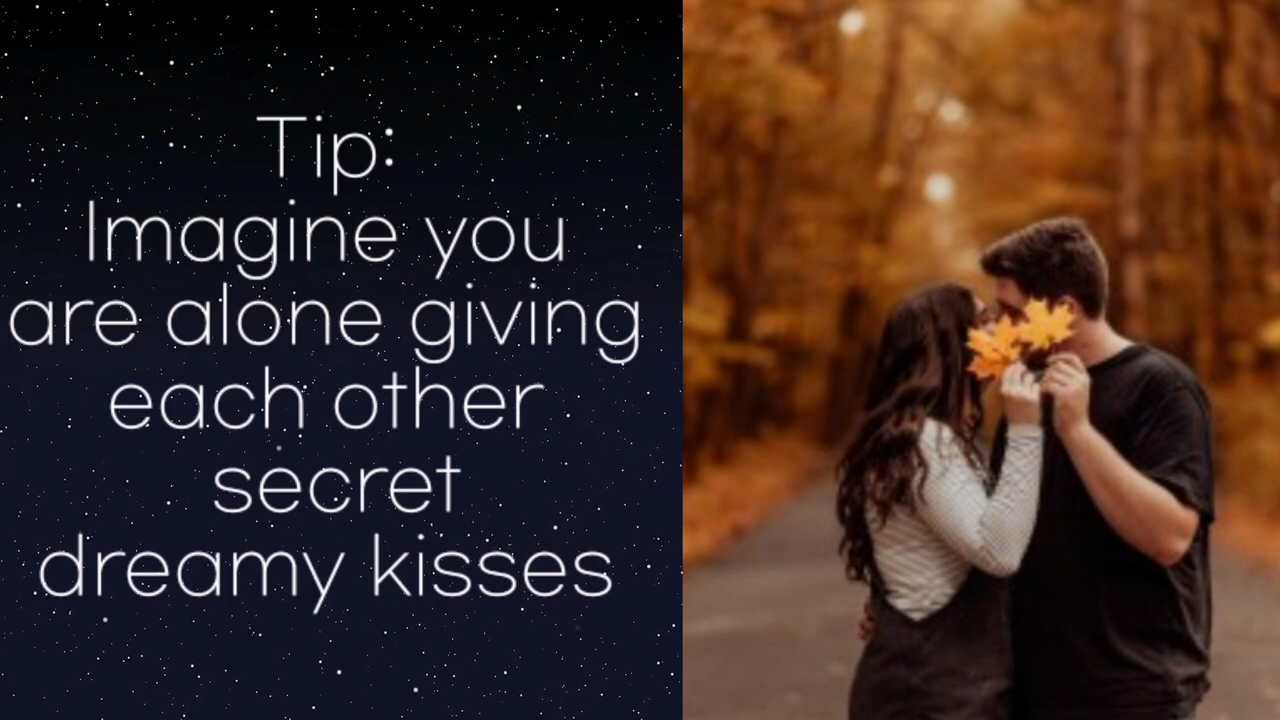 Tip:
Imagine you
are alone giving
each other
secret
dreamy kisses